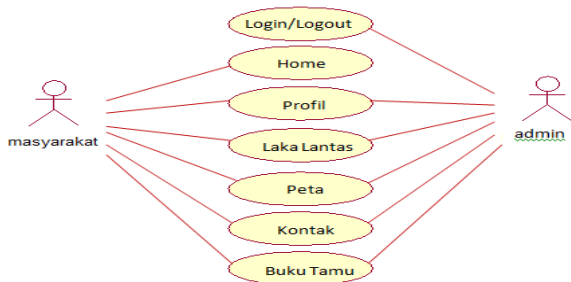 Login/Logout
Home
Profil
masyarakat
admin
Laka Lantas
Peta
Kontak
Buku Tamu